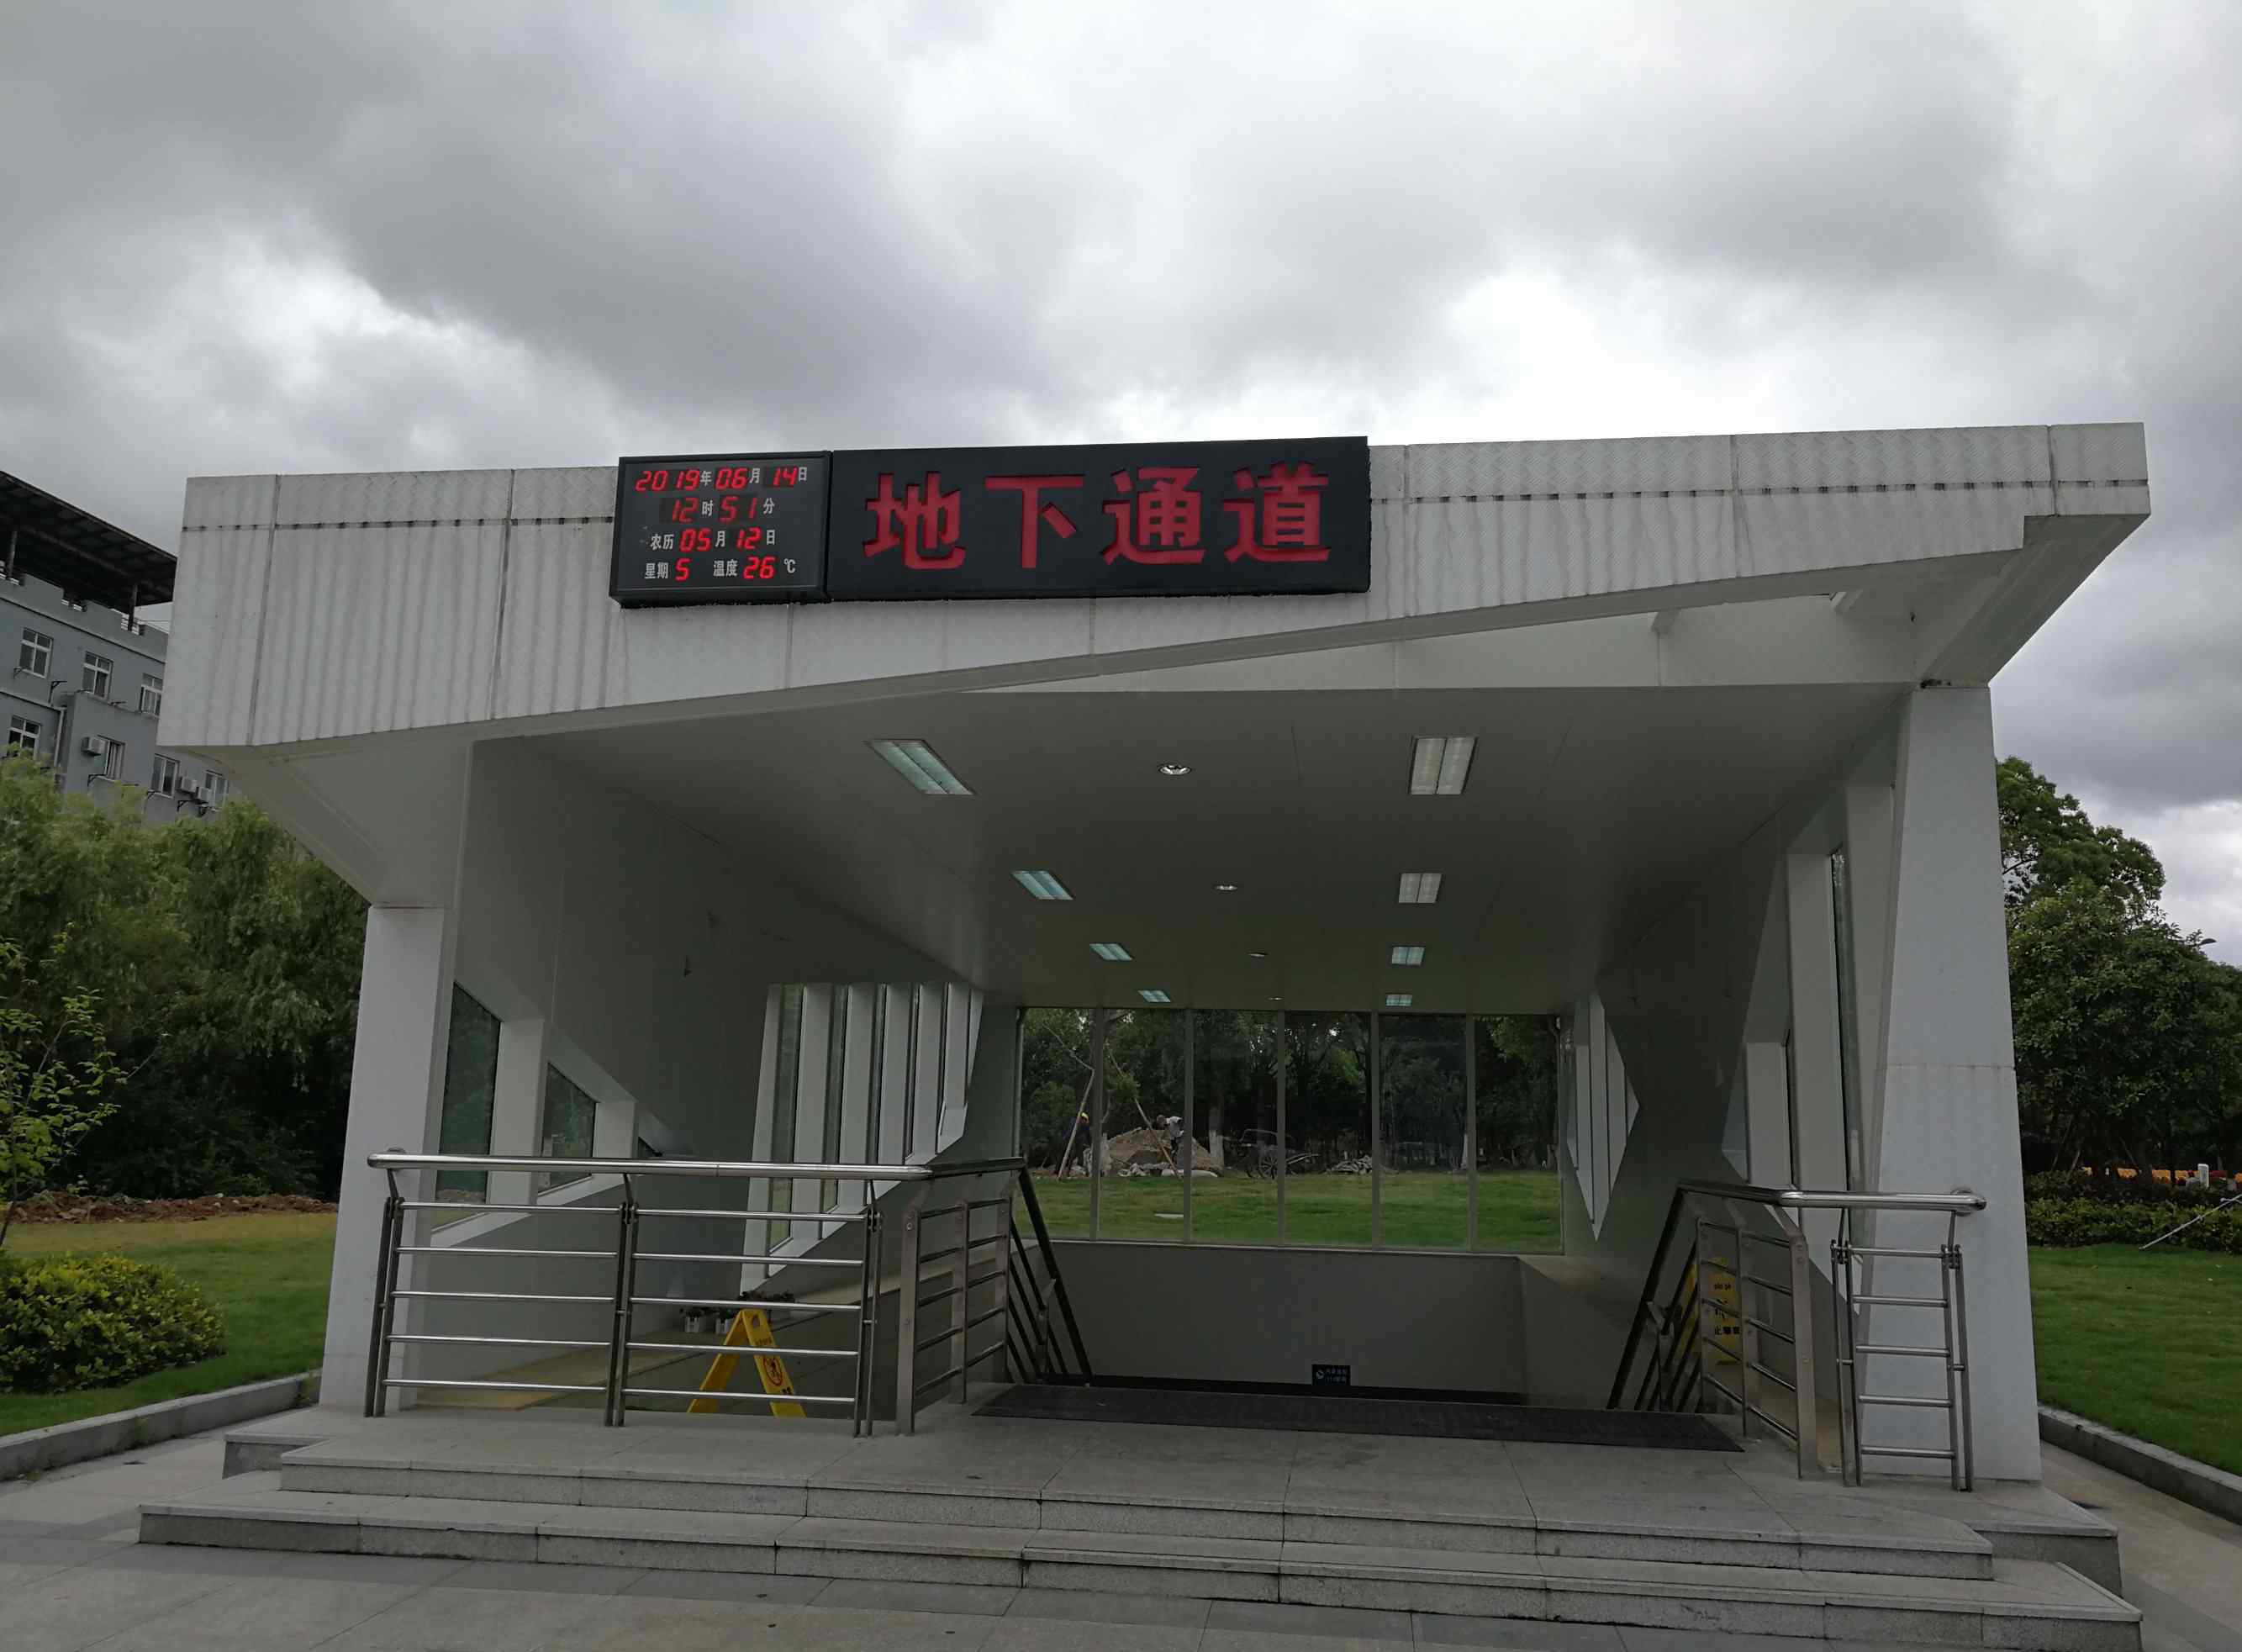 2019年06月14日
12时51分
农历05月12日
星期5 温度26℃
地下通道